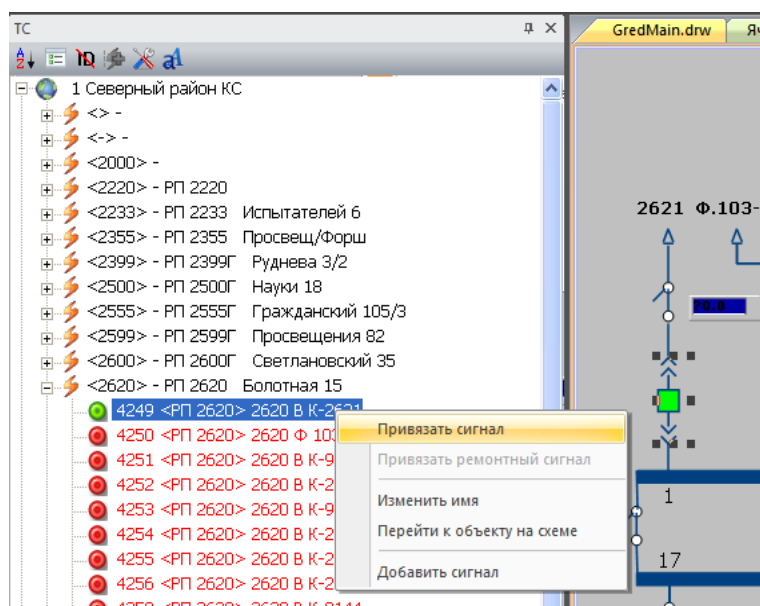 ТС
GredMain.drw
Яч
1 Северный район КС
<> -
<-> -
<2000> -
<2220> - РП 2220
<2233> - РП 2233 Испытателей 6
<2355> - РП 2355 Просвещ/Форш
<2399> - РП 2399Г Руднева 3/2
<2500> - РП 2500Г Науки 18
<2555> - РП 2555Г Гражданский 105/3
<2599> - РП 2599Г Просвещения 82
<2600> - РП 2600Г Светлановский 35
<2620> - РП 2620 Болотная 15
4249 <РП 2620> 2620 В К-2621
4250 <РП 2620> 2620 Ф 103
4251 <РП 2620> 2620 В К-9
4252 <РП 2620> 2620 В К-2
4253 <РП 2620> 2620 В К-9
4254 <РП 2620> 2620 В К-2
4255 <РП 2620> 2620 В К-2
4256 <РП 2620> 2620 В К-2
Привязать сигнал
Привязать ремонтный сигнал
Изменить имя
Перейти к объекту на схеме
Добавить сигнал
2621 Ф.103-
1
17